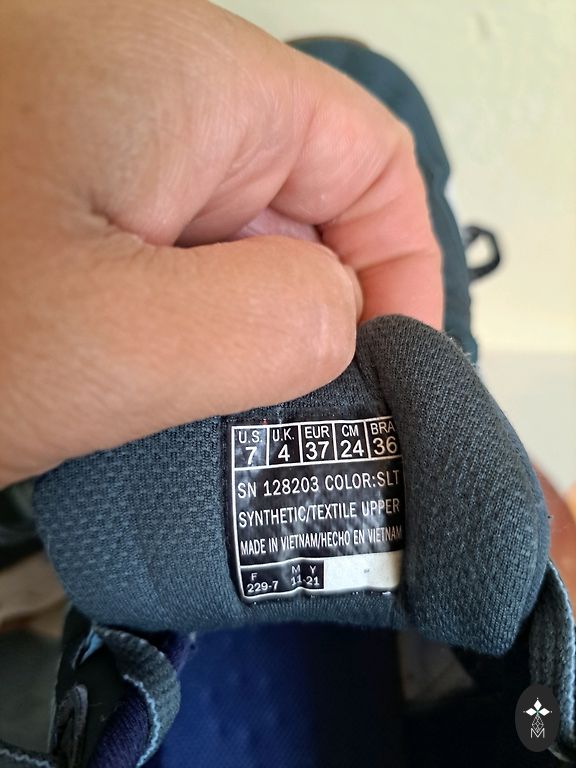 U.S. U.K. EUR CM BRA
7 4 37 24 36
SN 128203 COLOR:SLT
SYNTHETIC/TEXTILE UPPER
MADE IN VIETNAM/HECHO EN VIETNAM
F M Y
229-7 11-21
M